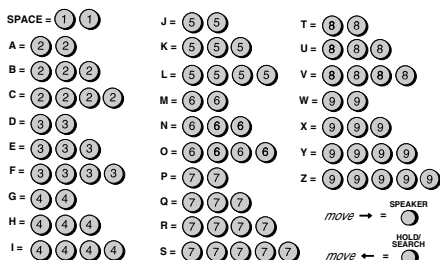 SPACE = 1 1
A = 2 2
B = 2 2 2
C = 2 2 2 2
D = 3 3
E = 3 3 3
F = 3 3 3 3
G = 4 4
H = 4 4 4
I = 4 4 4 4
J = 5 5
K = 5 5 5
L = 5 5 5 5
M = 6 6
N = 6 6 6
O = 6 6 6 6
P = 7 7
Q = 7 7 7
R = 7 7 7 7
S = 7 7 7 7 7
T = 8 8
U = 8 8 8
V = 8 8 8 8
W = 9 9
X = 9 9 9
Y = 9 9 9 9
Z = 9 9 9 9 9
SPEAKER
move → =
HOLD/
SEARCH
move ← =